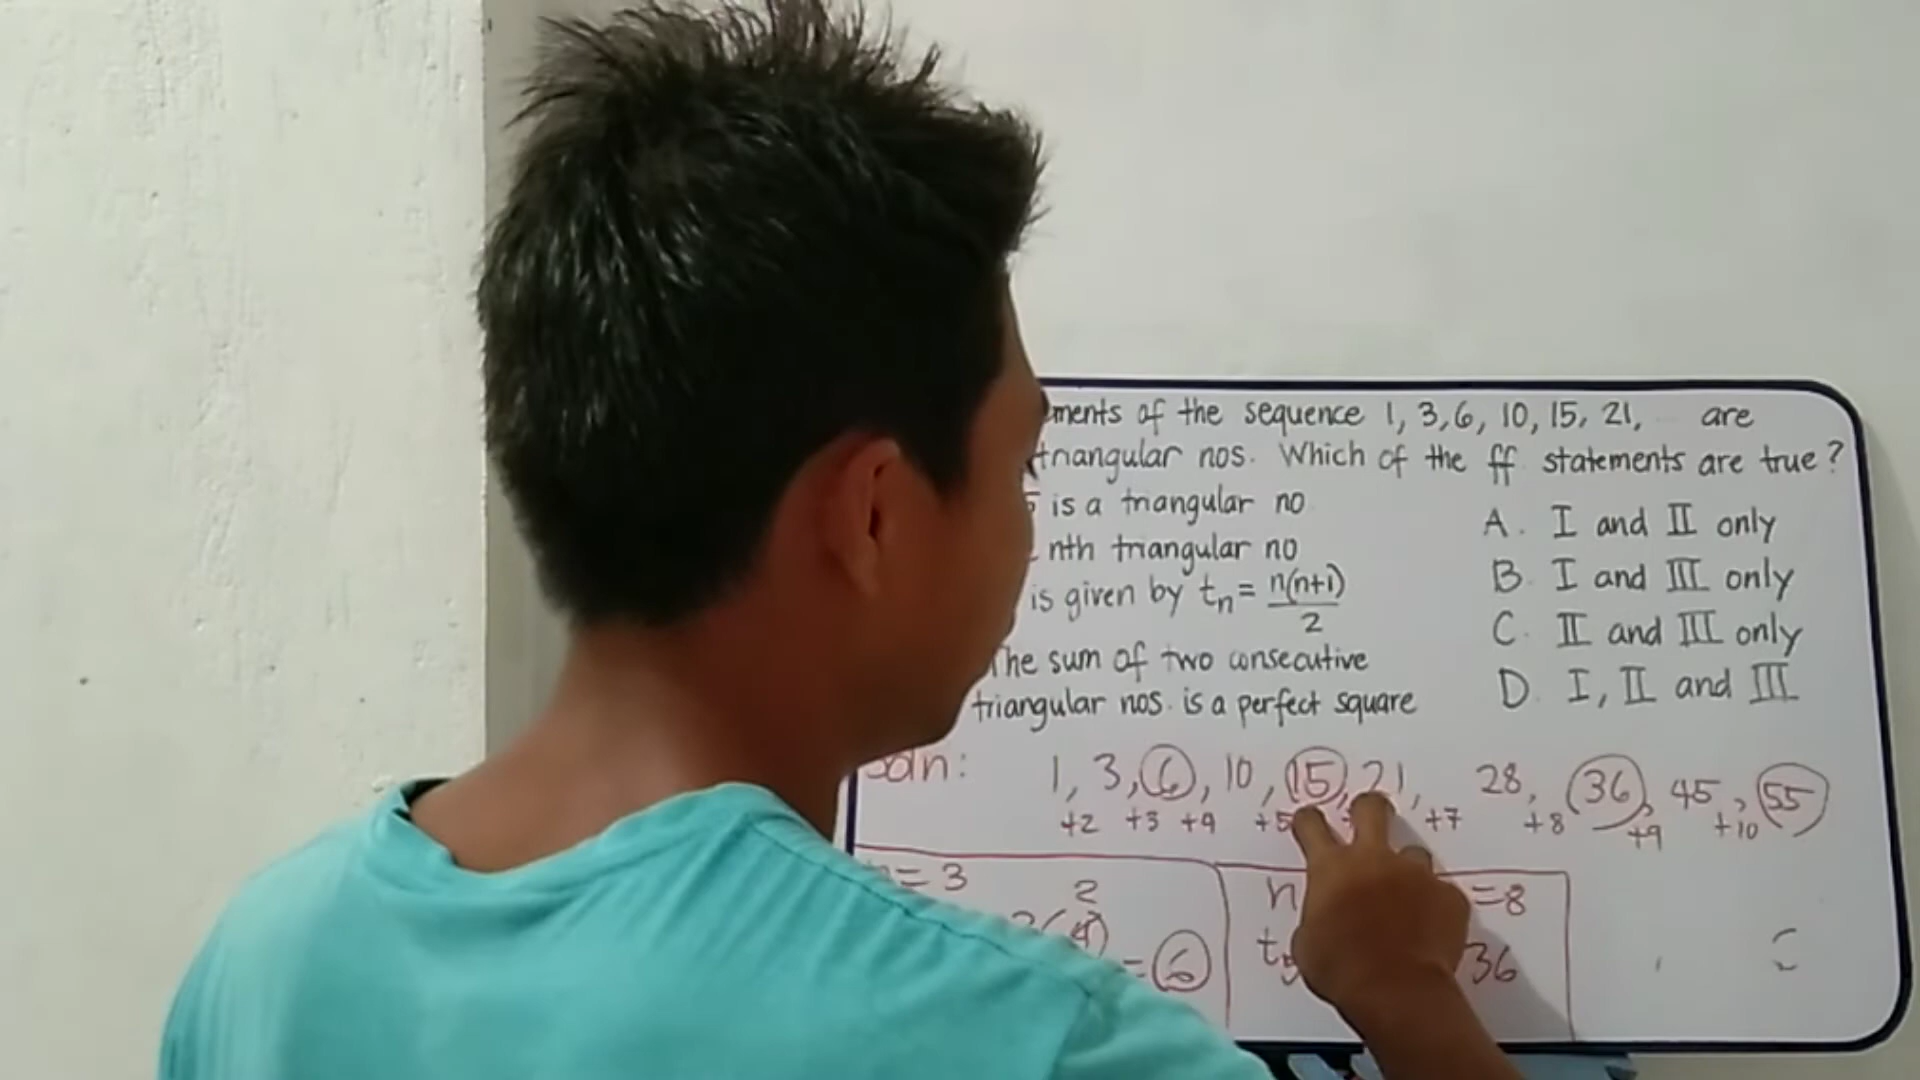 ments of the sequence 1, 3, 6, 10, 15, 21, are
triangular nos. Which of the ff statements are true?
is a triangular no
nth triangular no
is given by tn = n(n+1)/2
The sum of two consecutive
triangular nos. is a perfect square
A. I and II only
B. I and III only
C. II and III only
D. I, II and III
Soln: 1, 3, 6, 10, 15, 21, 28, 36, 45, 55
+2 +3 +4 +5 +7 +8 +9 +10
= 3
2
= 6
n =8
t 36